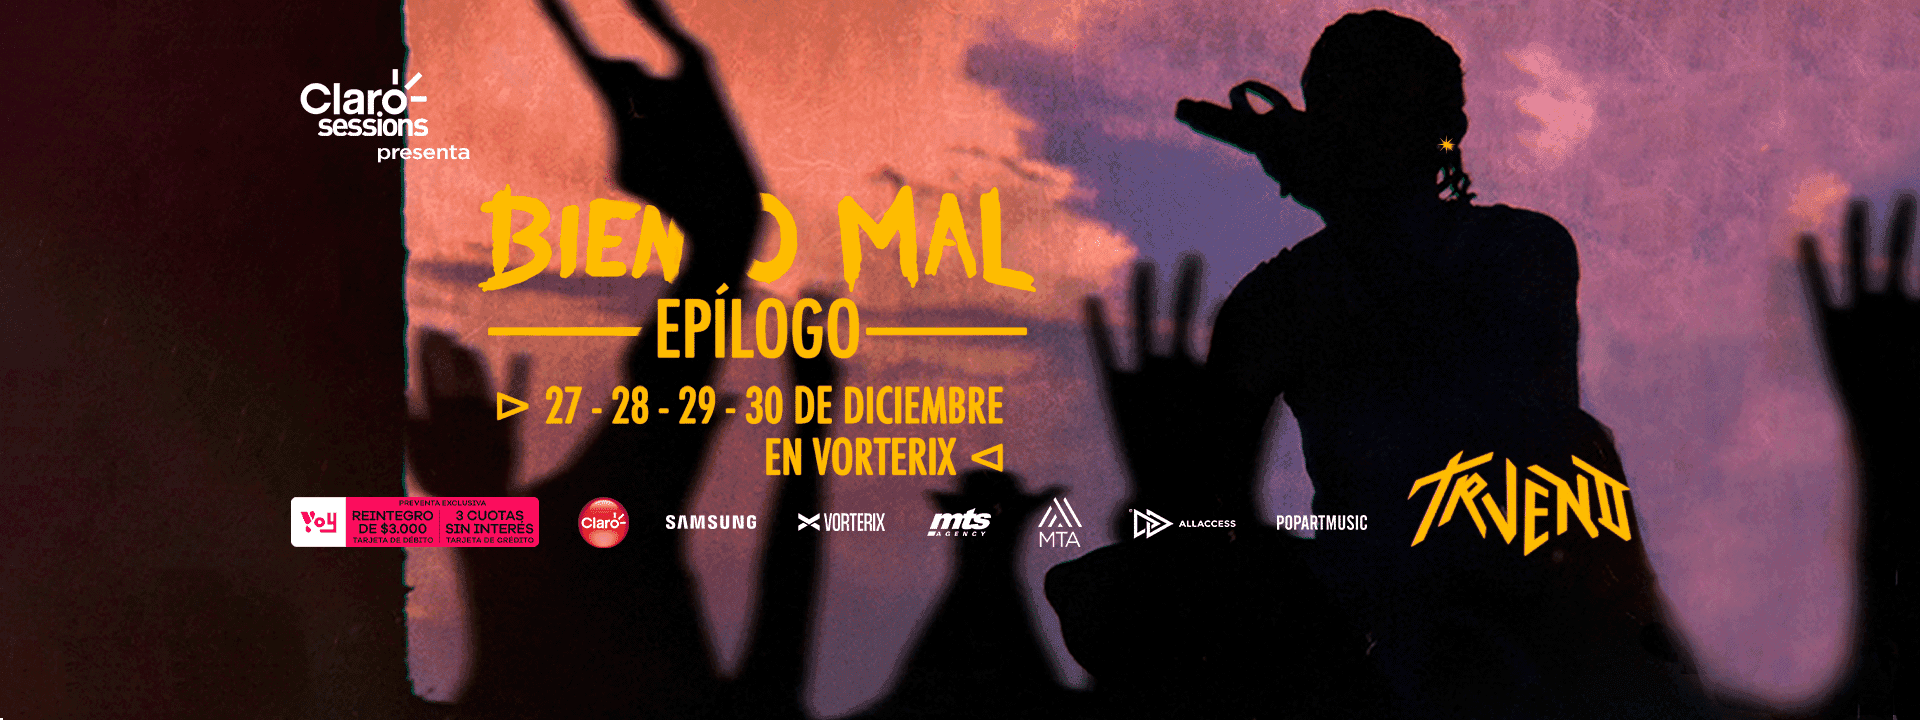 Claro
sessions
presenta
BIEN O MAL
EPÍLOGO
27 - 28 - 29 - 30 DE DICIEMBRE
EN VORTERIX
Voy
PREVENTA EXCLUSIVA
REINTEGRO
DE $3.000
TARJETA DE DÉBITO
3 CUOTAS
SIN INTERÉS
TARJETA DE CRÉDITO
Claro
SAMSUNG
VORTERIX
mts
AGENCY
MTA
ALLACCESS
POPARTMUSIC
TRUENO